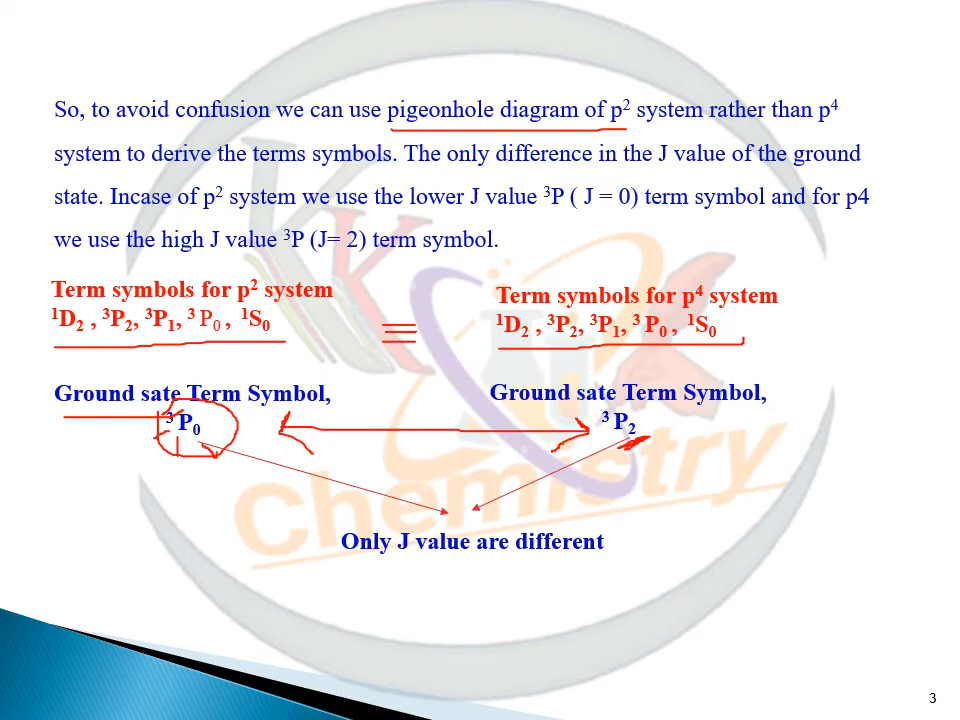 So, to avoid confusion we can use pigeonhole diagram of p² system rather than p⁴
system to derive the terms symbols. The only difference in the J value of the ground
state. Incase of p² system we use the lower J value ³P ( J = 0) term symbol and for p4
we use the high J value ³P (J= 2) term symbol.
Term symbols for p² system
¹D₂ , ³P₂, ³P₁, ³ P₀ , ¹S₀
Term symbols for p⁴ system
¹D₂ , ³P₂, ³P₁, ³ P₀ , ¹S₀
Ground sate Term Symbol,
³ P₀
Ground sate Term Symbol,
³ P₂
Only J value are different
Chemistry
3